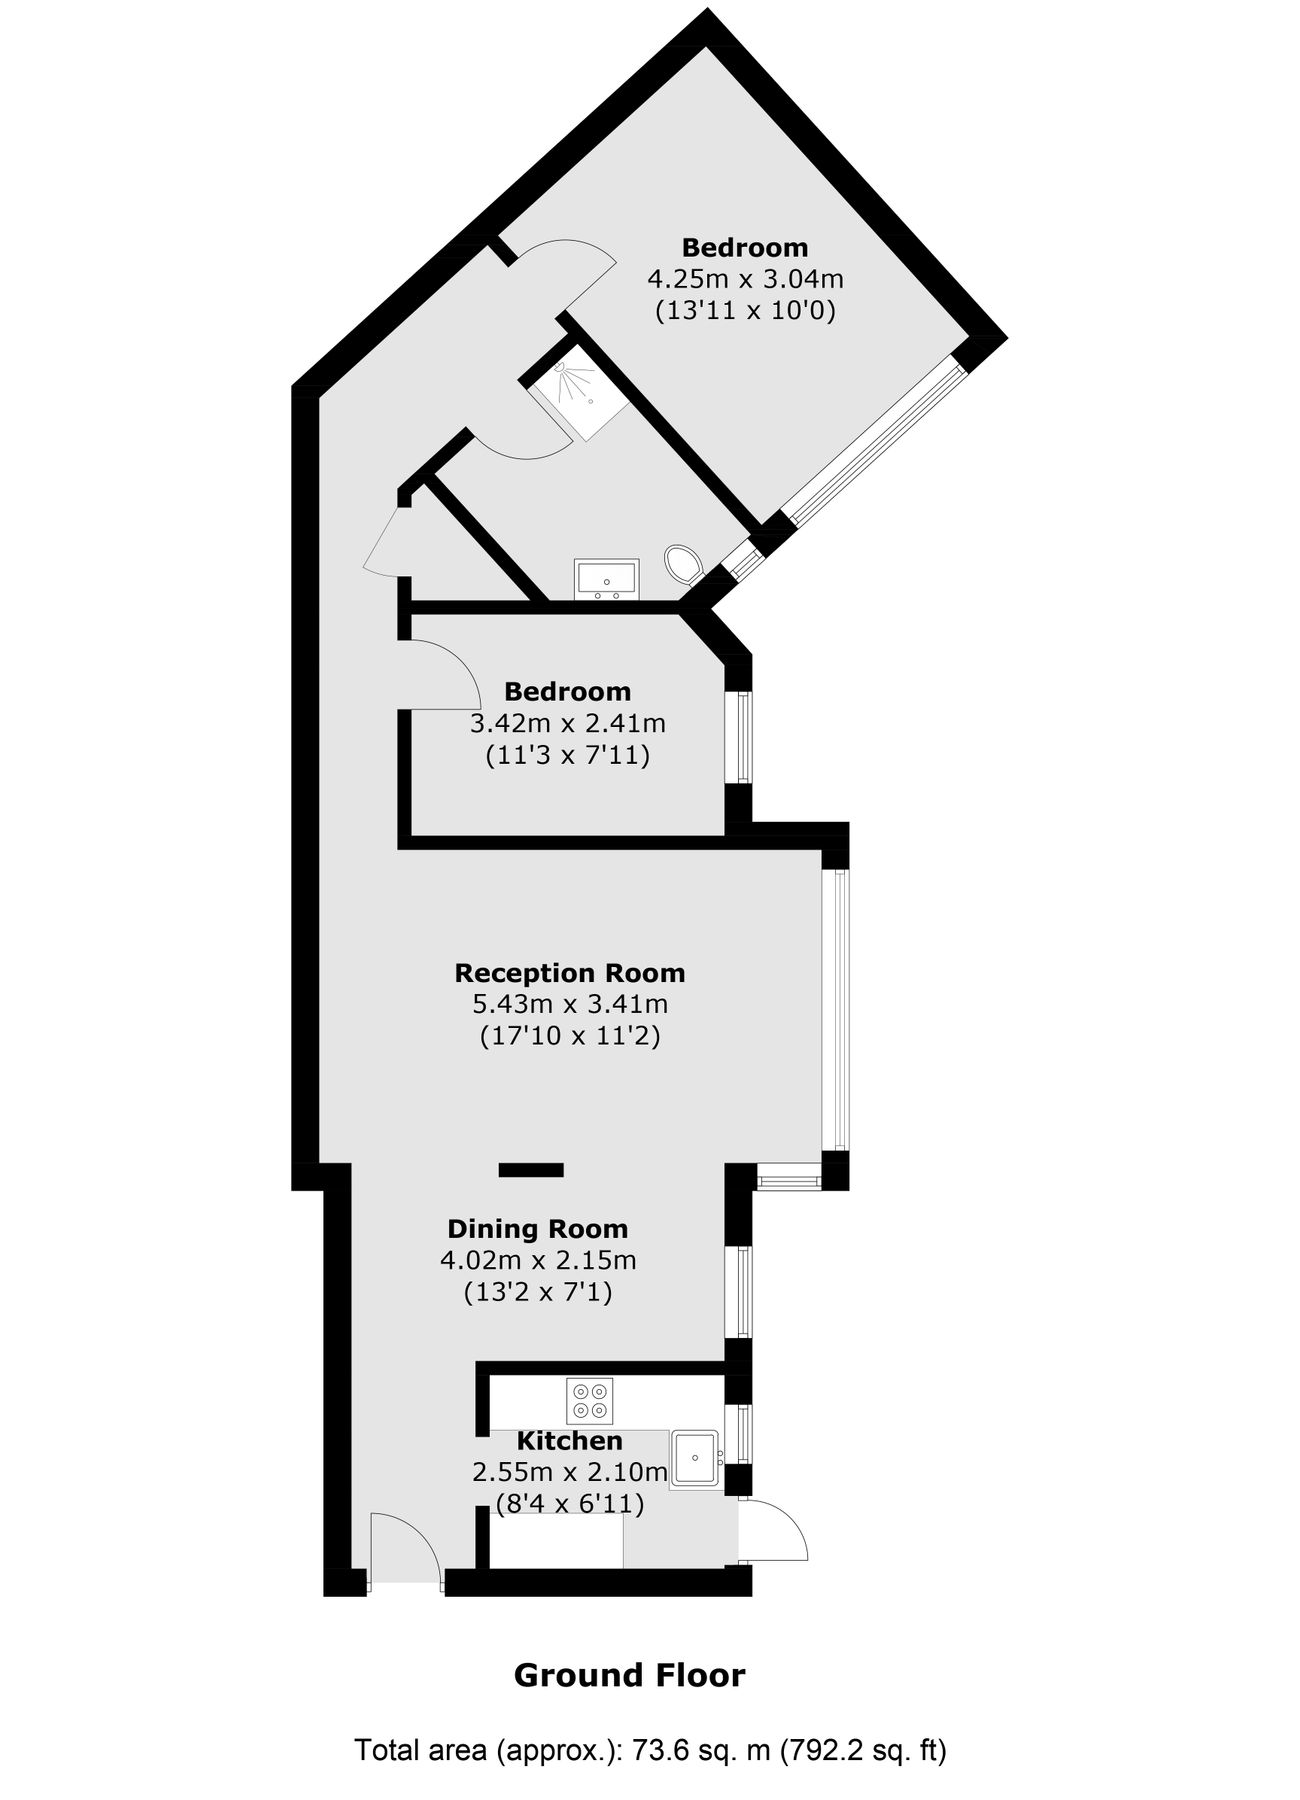 Bedroom
4.25m x 3.04m
(13'11 x 10'0)
Bedroom
3.42m x 2.41m
(11'3 x 7'11)
Reception Room
5.43m x 3.41m
(17'10 x 11'2)
Dining Room
4.02m x 2.15m
(13'2 x 7'1)
Kitchen
2.55m x 2.10m
(8'4 x 6'11)
Ground Floor
Total area (approx.): 73.6 sq. m (792.2 sq. ft)